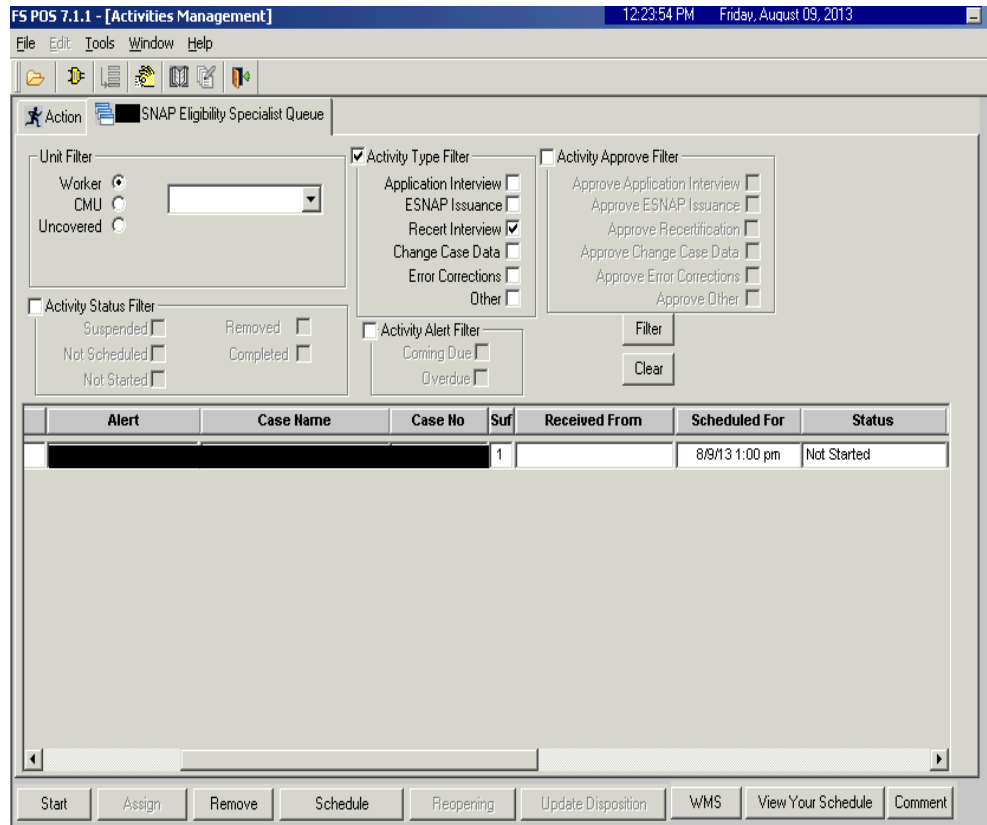 FS POS 7.1.1 - [Activities Management] 12:23:54 PM Friday, August 09, 2013
File Edit Tools Window Help
Action SNAP Eligibility Specialist Queue
Unit Filter
Worker
CMU
Uncovered
Activity Type Filter
Application Interview
ESNAP Issuance
Recert Interview
Change Case Data
Error Corrections
Other
Activity Approve Filter
Approve Application Interview
Approve ESNAP Issuance
Approve Recertification
Approve Change Case Data
Approve Error Corrections
Approve Other
Activity Status Filter
Suspended Removed
Not Scheduled Completed
Not Started
Activity Alert Filter
Coming Due
Overdue
Filter
Clear
Alert Case Name Case No Suf Received From Scheduled For Status
1 8/9/13 1:00 pm Not Started
Start Assign Remove Schedule Reopening Update Disposition WMS View Your Schedule Comment